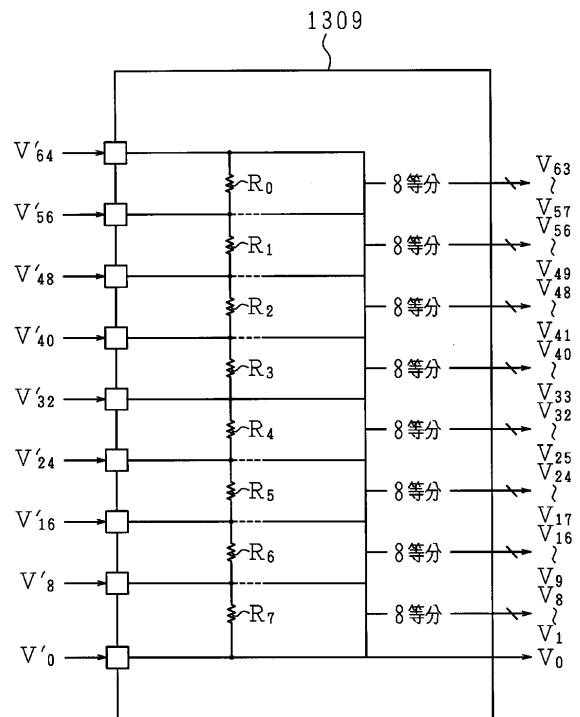 1309
V'64
V'56
V'48
V'40
V'32
V'24
V'16
V'8
V'0
R0
R1
R2
R3
R4
R5
R6
R7
8等分
8等分
8等分
8等分
8等分
8等分
8等分
8等分
V63
~
V57
V56
~
V49
V48
~
V41
V40
~
V33
V32
~
V25
V24
~
V17
V16
~
V9
V8
~
V1
V0